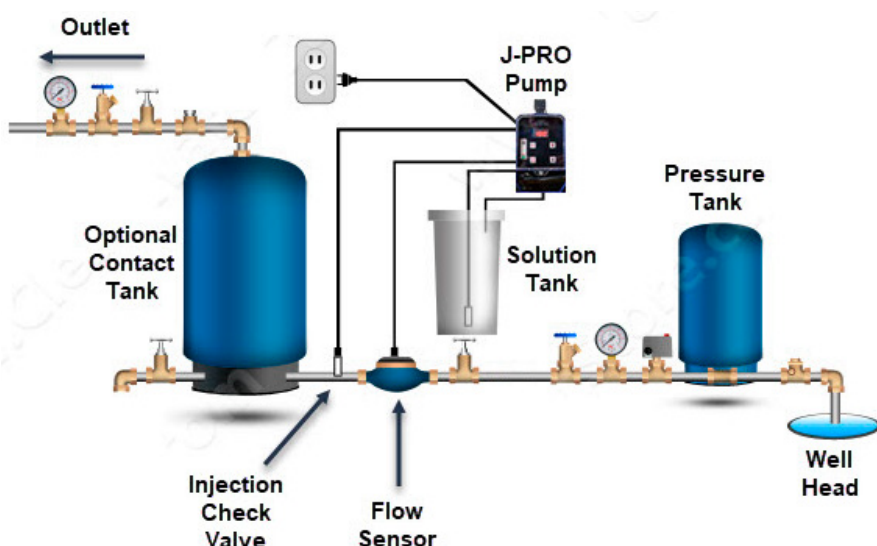 Outlet
J-PRO
Pump
Pressure
Tank
Optional
Contact
Tank
Solution
Tank
Injection
Check
Valve
Flow
Sensor
Well
Head